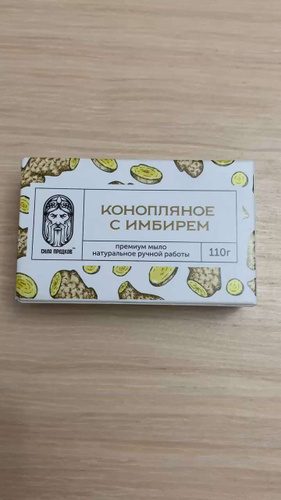 КОНОПЛЯНОЕ
С ИМБИРЕМ
СИЛА ПРЕДКОВ
премиум мыло
натуральное ручной работы
110г